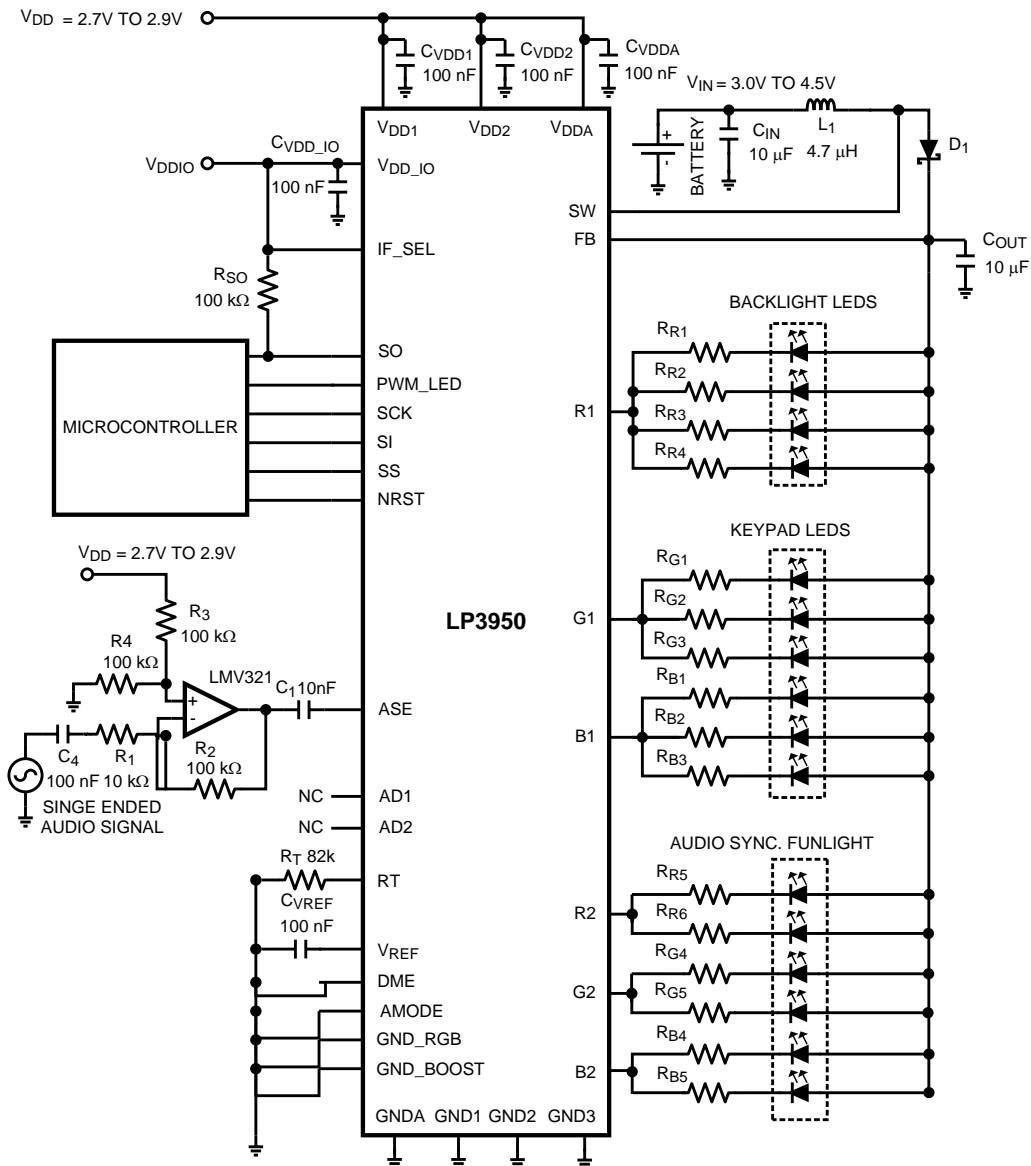 VDD = 2.7V TO 2.9V
CVDD1
100 nF
CVDD2
100 nF
CVDDA
100 nF
VIN = 3.0V TO 4.5V
VDD1
VDD2
VDDA
BATTERY
+
-
CIN
10 μF
L1
4.7 μH
D1
CVDD_IO
100 nF
VDDIO
VDD_IO
SW
FB
COUT
10 μF
IF_SEL
RSO
100 kΩ
MICROCONTROLLER
SO
PWM_LED
SCK
SI
SS
NRST
BACKLIGHT LEDS
RR1
RR2
R1
RR3
RR4
KEYPAD LEDS
RG1
RG2
G1
RG3
RB1
RB2
B1
RB3
LP3950
VDD = 2.7V TO 2.9V
R3
100 kΩ
R4
100 kΩ
LMV321
+
-
C1 10nF
ASE
C4
100 nF
R1
10 kΩ
R2
100 kΩ
SINGE ENDED
AUDIO SIGNAL
NC
AD1
NC
AD2
RT 82k
RT
CVREF
100 nF
VREF
DME
AMODE
GND_RGB
GND_BOOST
AUDIO SYNC. FUNLIGHT
RR5
R2
RR6
RG4
G2
RG5
RB4
B2
RB5
GNDA GND1 GND2 GND3